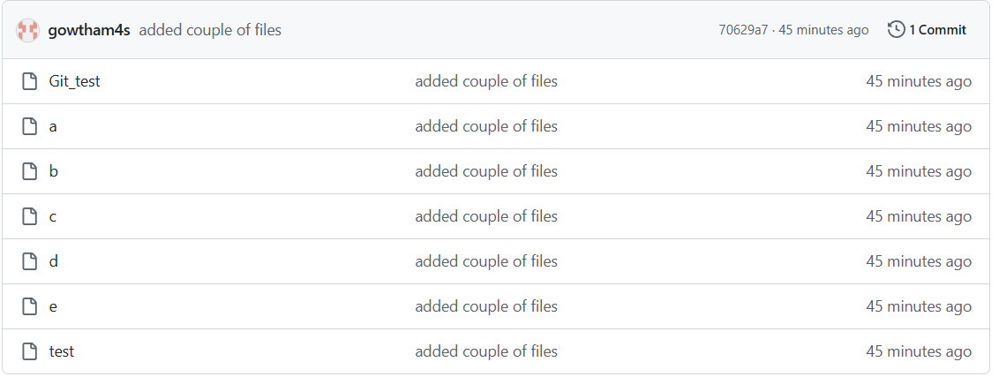 gowtham4s added couple of files 70629a7 · 45 minutes ago 1 Commit
Git_test added couple of files 45 minutes ago
a added couple of files 45 minutes ago
b added couple of files 45 minutes ago
c added couple of files 45 minutes ago
d added couple of files 45 minutes ago
e added couple of files 45 minutes ago
test added couple of files 45 minutes ago